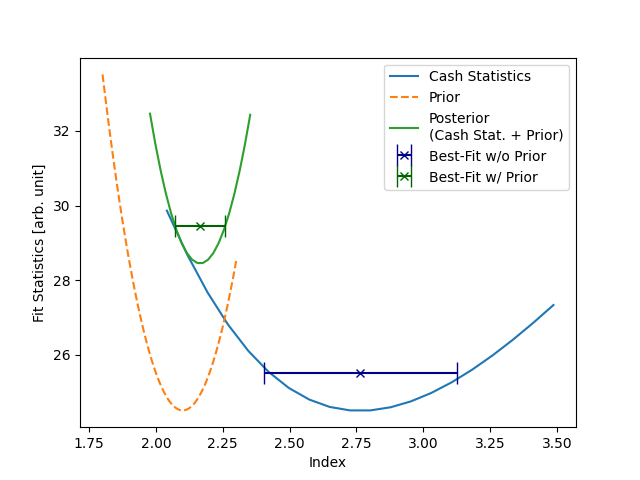 Cash Statistics
Prior
Posterior
(Cash Stat. + Prior)
Best-Fit w/o Prior
Best-Fit w/ Prior
Fit Statistics [arb. unit]
32
30
28
26
1.75 2.00 2.25 2.50 2.75 3.00 3.25 3.50
Index